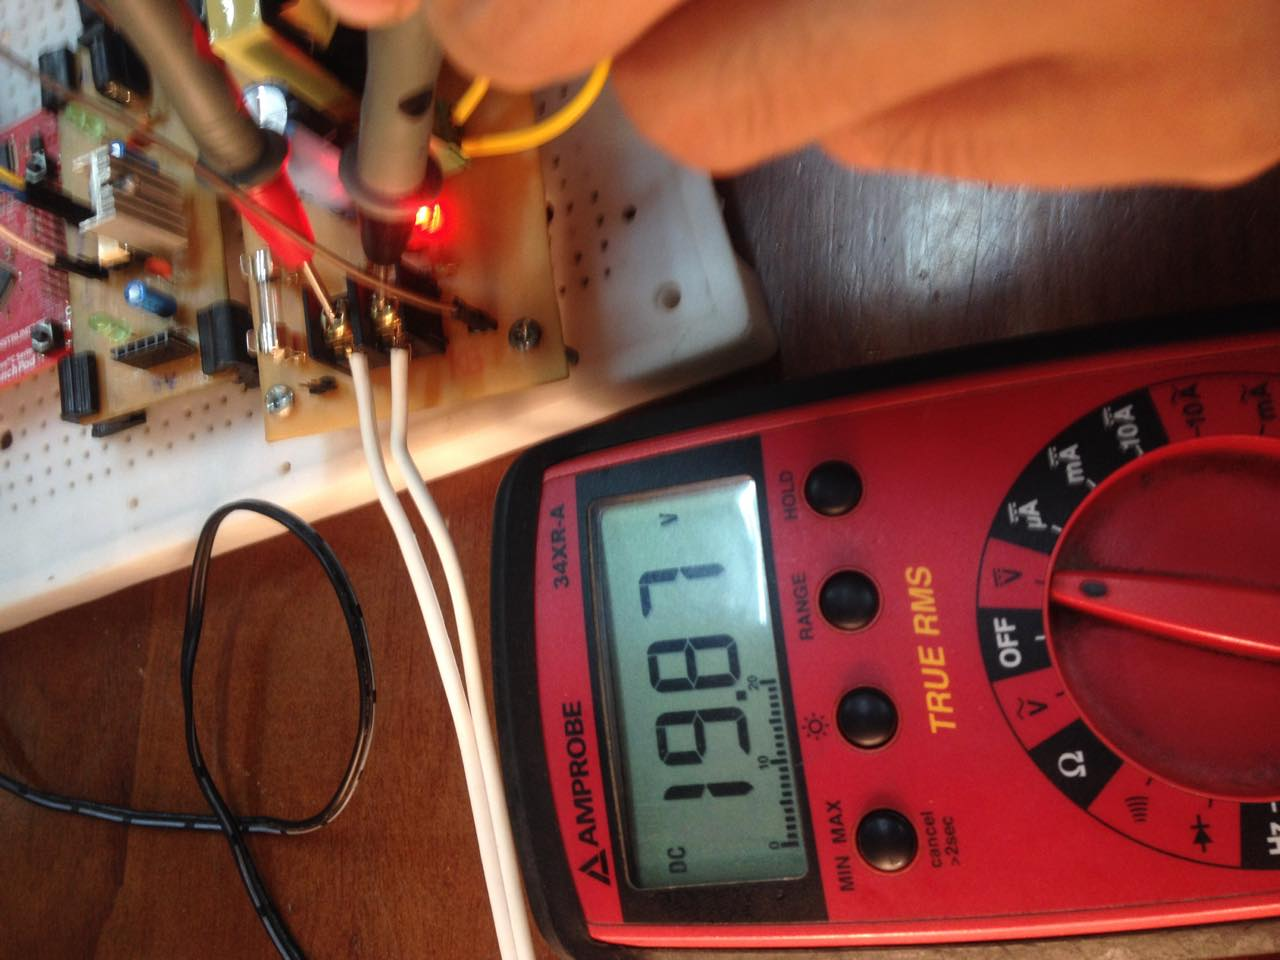 AMPROBE
34XR-A
DC
19.87
V
0
10
20
MIN MAX
RANGE
HOLD
cancel
>2sec
TRUE RMS
Ω
V
OFF
V
µA
mA
10A
10A
mA
Hz